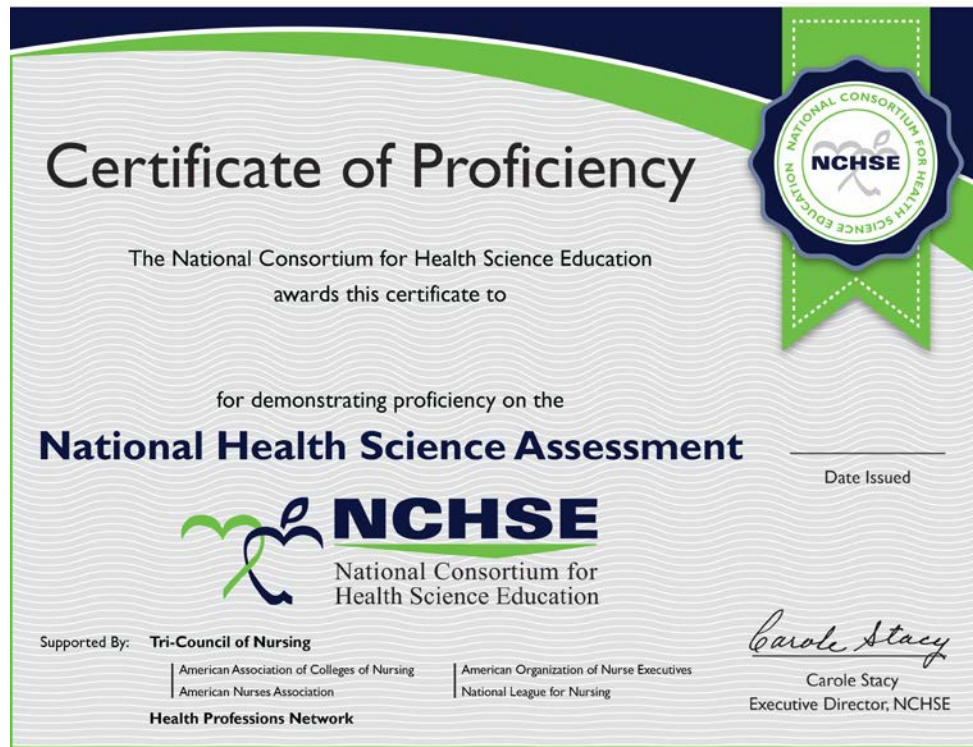 Certificate of Proficiency
NATIONAL CONSORTIUM FOR HEALTH SCIENCE EDUCATION
NCHSE
The National Consortium for Health Science Education
awards this certificate to
for demonstrating proficiency on the
National Health Science Assessment
Date Issued
NCHSE
National Consortium for
Health Science Education
Supported By: Tri-Council of Nursing
American Association of Colleges of Nursing
American Nurses Association
American Organization of Nurse Executives
National League for Nursing
Health Professions Network
Carole Stacy
Carole Stacy
Executive Director, NCHSE